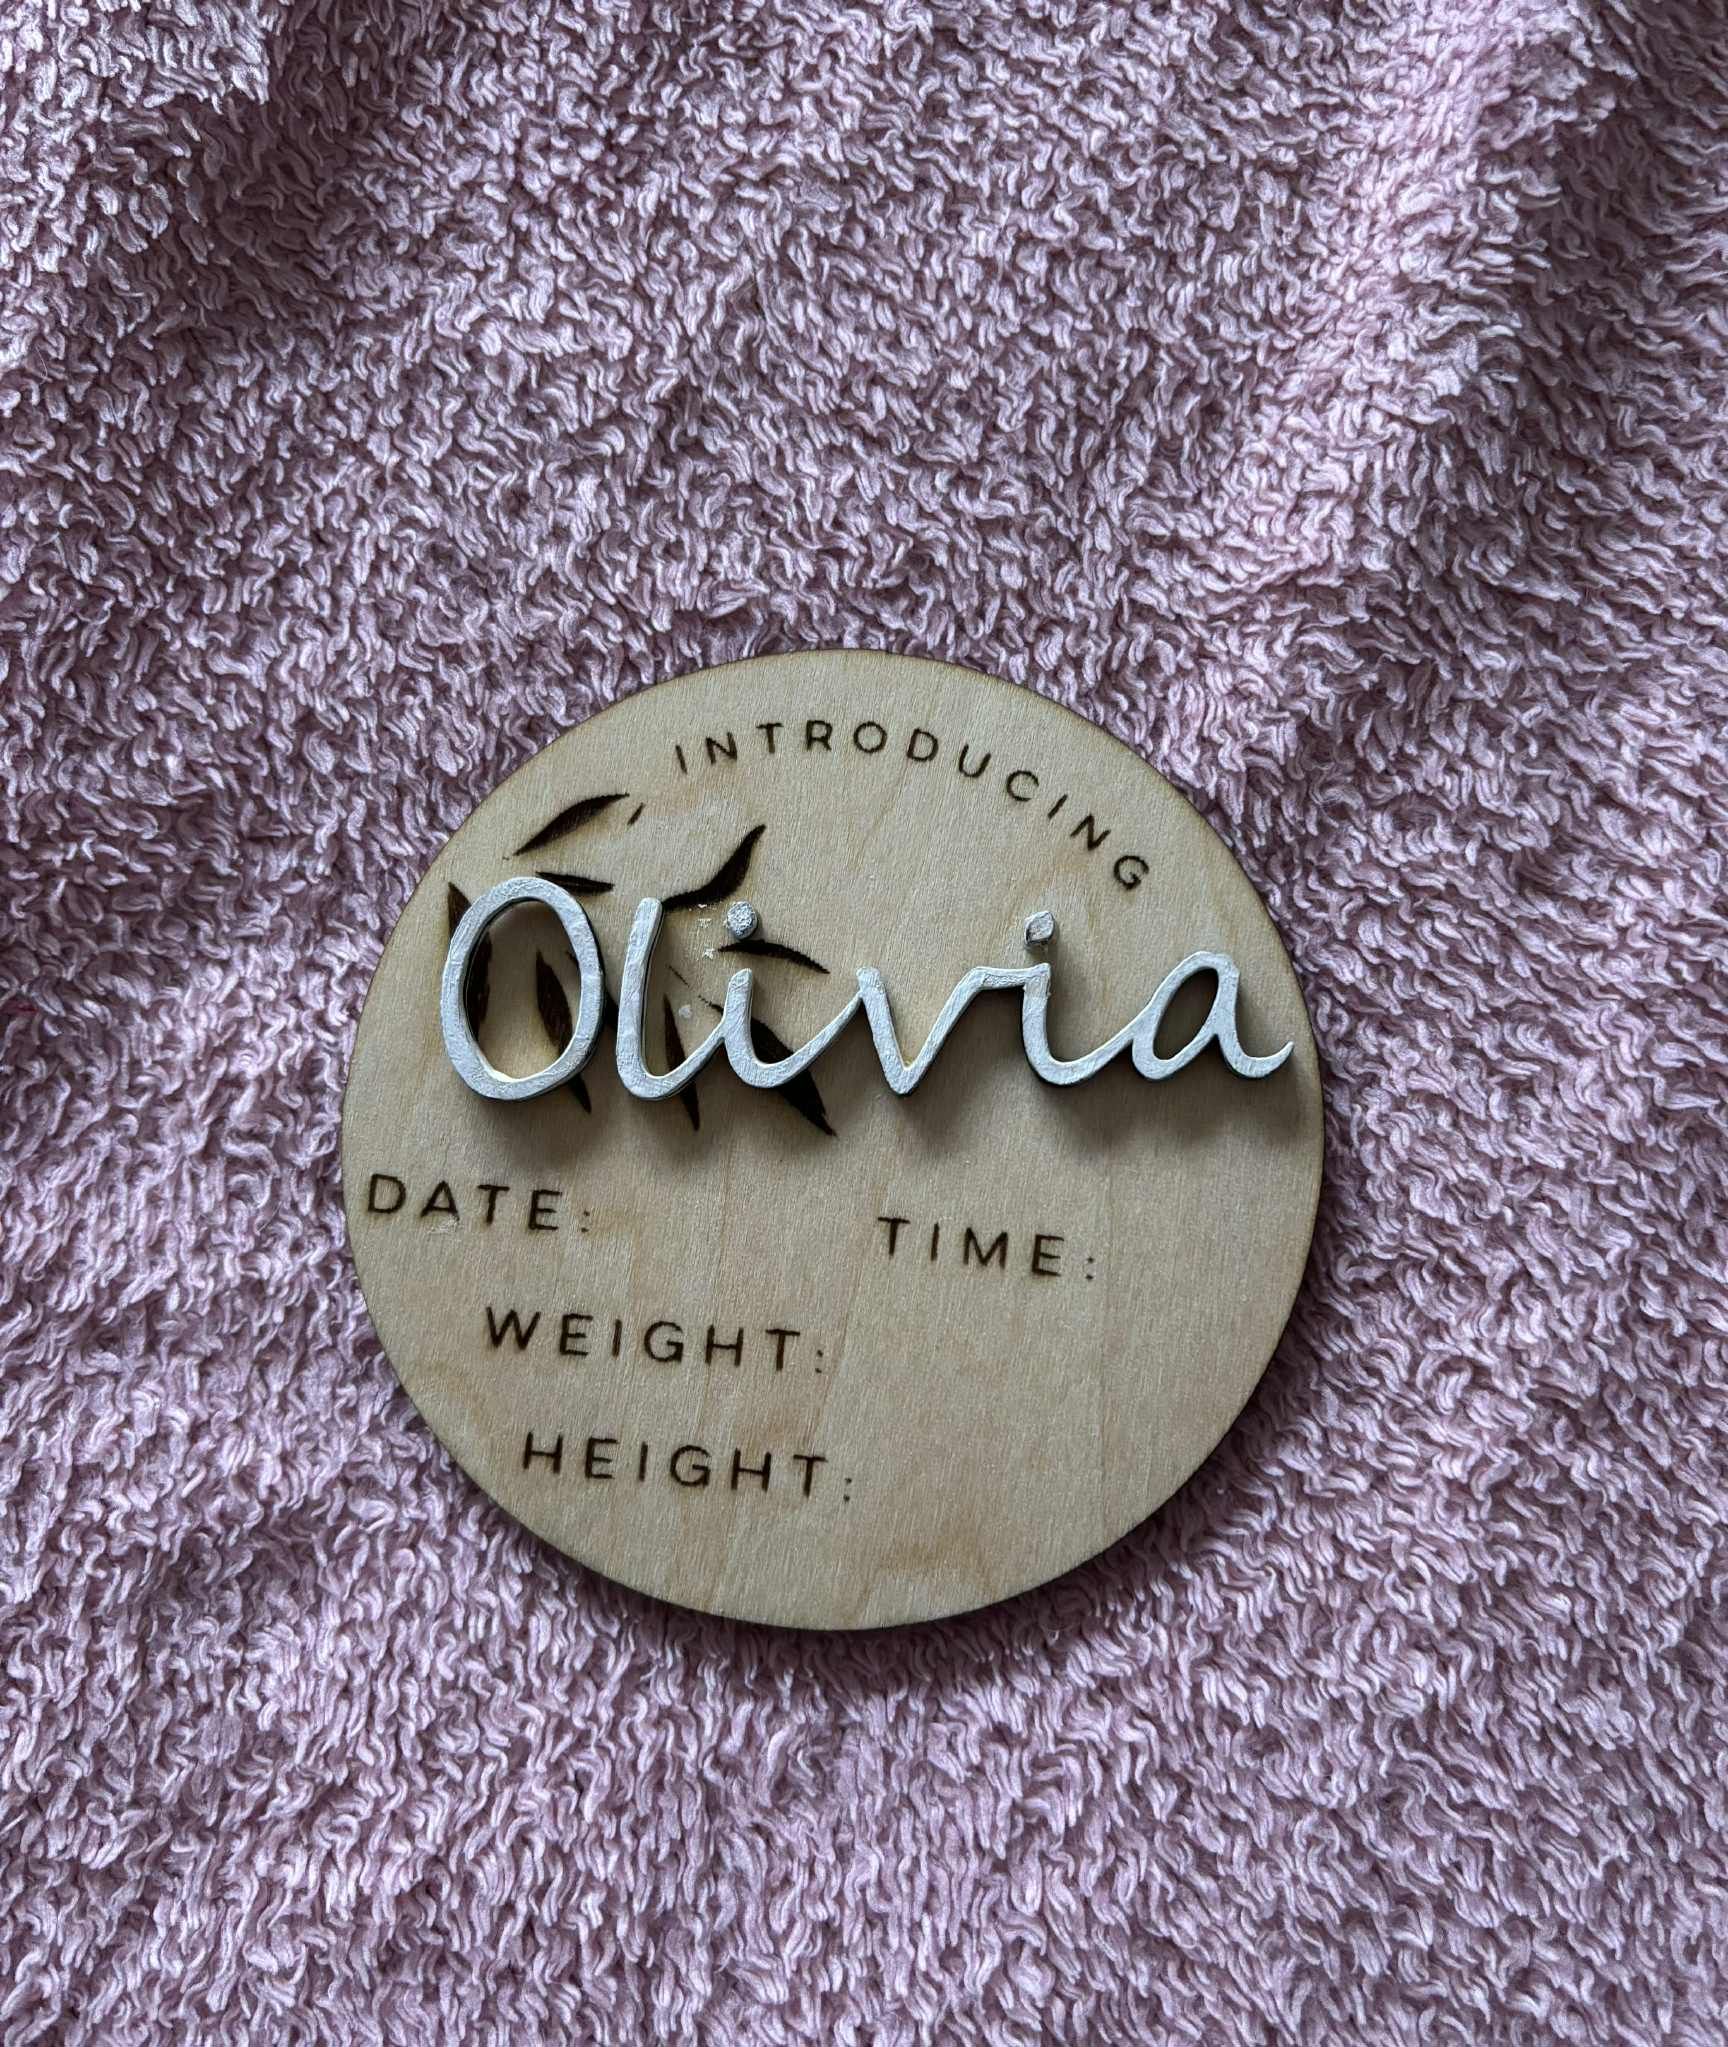 INTRODUCING
Olivia
DATE: TIME:
WEIGHT:
HEIGHT: